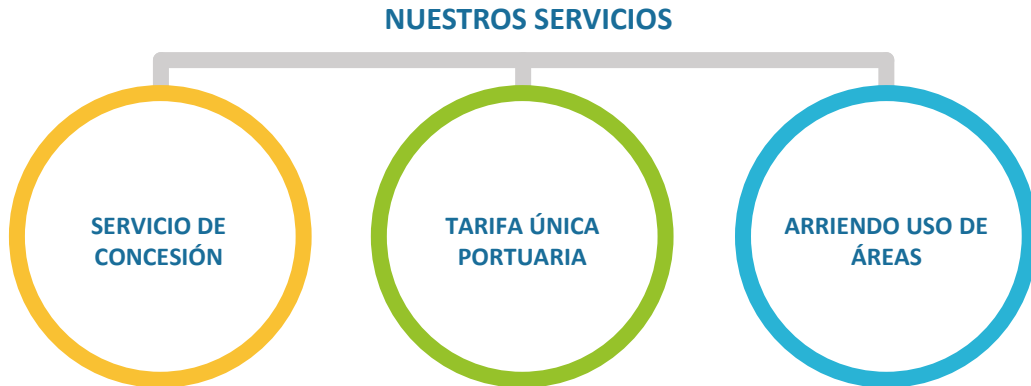 NUESTROS SERVICIOS
SERVICIO DE
CONCESIÓN
TARIFA ÚNICA
PORTUARIA
ARRIENDO USO DE
ÁREAS